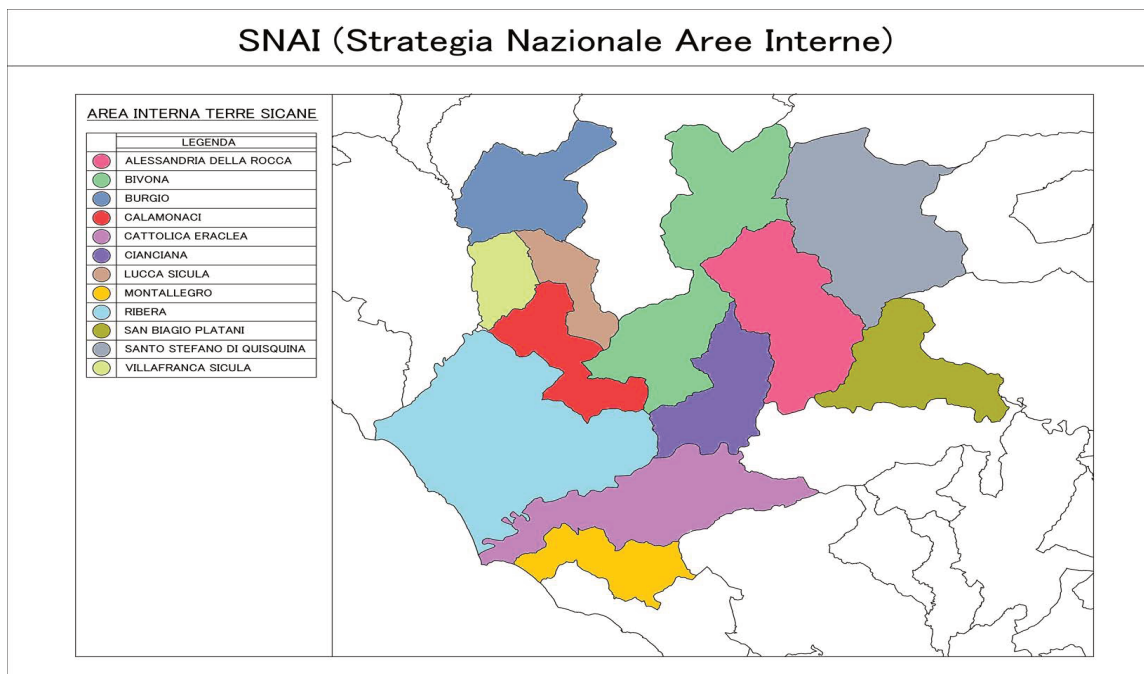 SNAI (Strategia Nazionale Aree Interne)
AREA INTERNA TERRE SICANE
LEGENDA
ALESSANDRIA DELLA ROCCA
BIVONA
BURGIO
CALAMONACI
CATTOLICA ERACLEA
CIANCIANA
LUCCA SICULA
MONTALLEGRO
RIBERA
SAN BIAGIO PLATANI
SANTO STEFANO DI QUISQUINA
VILLAFRANCA SICULA